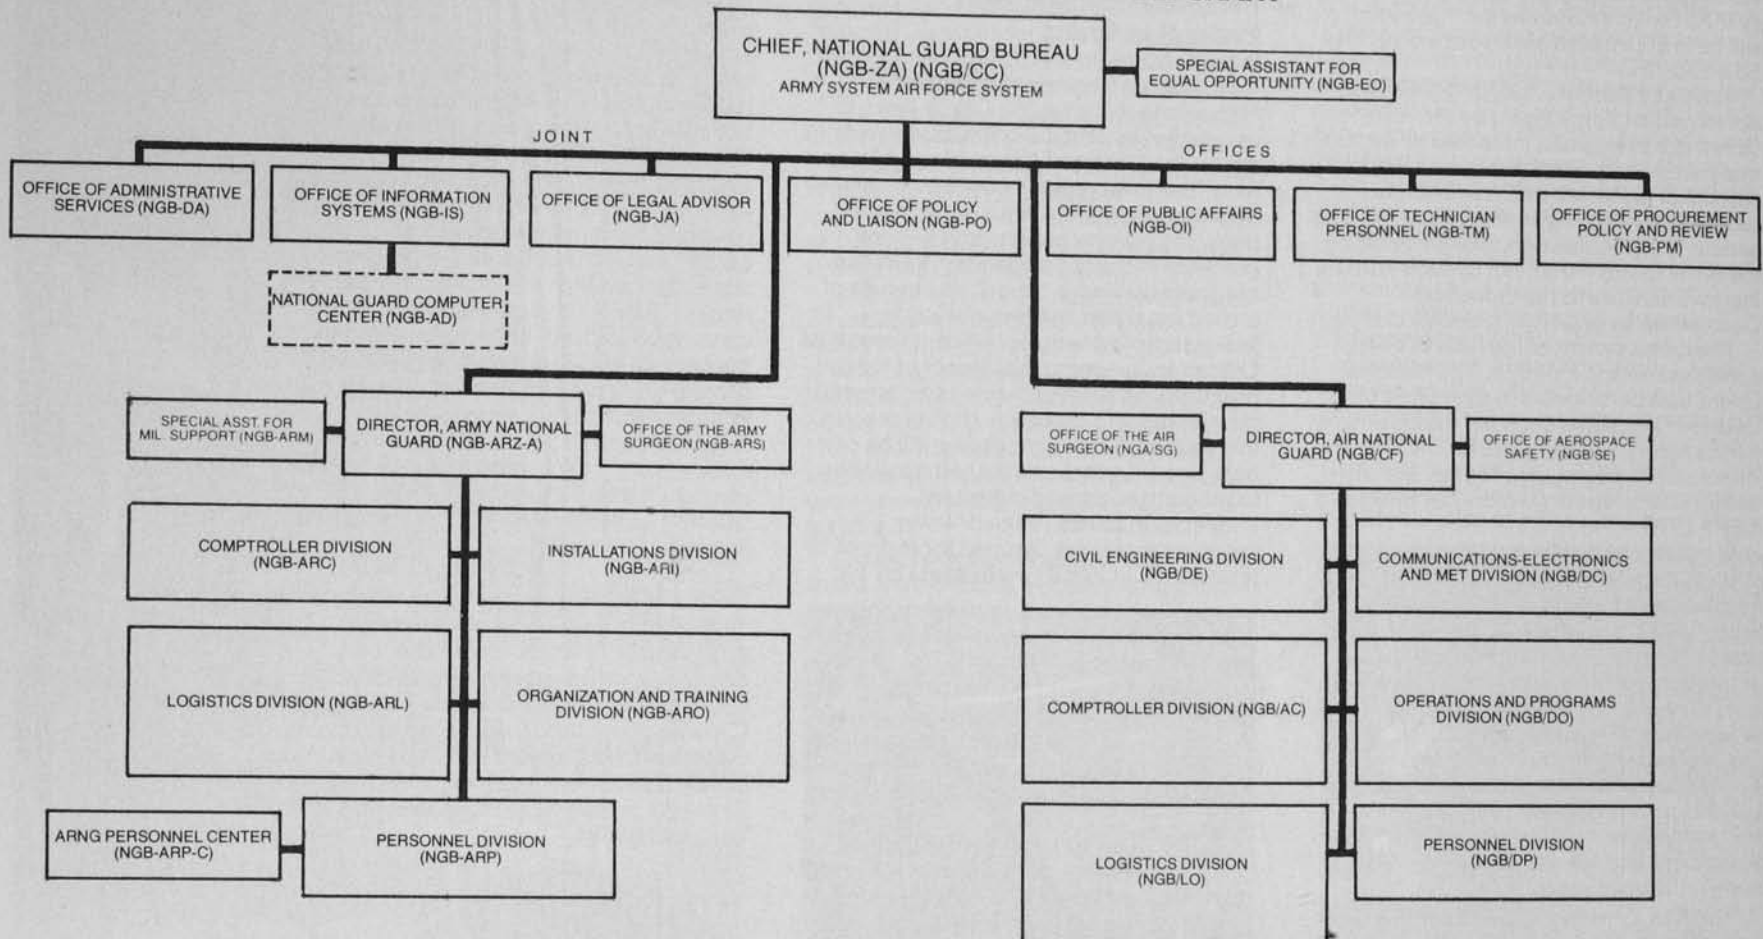 CHIEF, NATIONAL GUARD BUREAU
(NGB-ZA) (NGB/CC)
ARMY SYSTEM AIR FORCE SYSTEM
SPECIAL ASSISTANT FOR
EQUAL OPPORTUNITY (NGB-EO)
JOINT OFFICES
OFFICE OF ADMINISTRATIVE
SERVICES (NGB-DA)
OFFICE OF INFORMATION
SYSTEMS (NGB-IS)
OFFICE OF LEGAL ADVISOR
(NGB-JA)
OFFICE OF POLICY
AND LIAISON (NGB-PO)
OFFICE OF PUBLIC AFFAIRS
(NGB-OI)
OFFICE OF TECHNICIAN
PERSONNEL (NGB-TM)
OFFICE OF PROCUREMENT
POLICY AND REVIEW
(NGB-PM)
NATIONAL GUARD COMPUTER
CENTER (NGB-AD)
SPECIAL ASST. FOR
MIL. SUPPORT (NGB-ARM)
DIRECTOR, ARMY NATIONAL
GUARD (NGB-ARZ-A)
OFFICE OF THE ARMY
SURGEON (NGB-ARS)
OFFICE OF THE AIR
SURGEON (NGA/SG)
DIRECTOR, AIR NATIONAL
GUARD (NGB/CF)
OFFICE OF AEROSPACE
SAFETY (NGB/SE)
COMPTROLLER DIVISION
(NGB-ARC)
INSTALLATIONS DIVISION
(NGB-ARI)
CIVIL ENGINEERING DIVISION
(NGB/DE)
COMMUNICATIONS-ELECTRONICS
AND MET DIVISION (NGB/DC)
LOGISTICS DIVISION (NGB-ARL)
ORGANIZATION AND TRAINING
DIVISION (NGB-ARO)
COMPTROLLER DIVISION (NGB/AC)
OPERATIONS AND PROGRAMS
DIVISION (NGB/DO)
ARNG PERSONNEL CENTER
(NGB-ARP-C)
PERSONNEL DIVISION
(NGB-ARP)
LOGISTICS DIVISION
(NGB/LO)
PERSONNEL DIVISION
(NGB/DP)